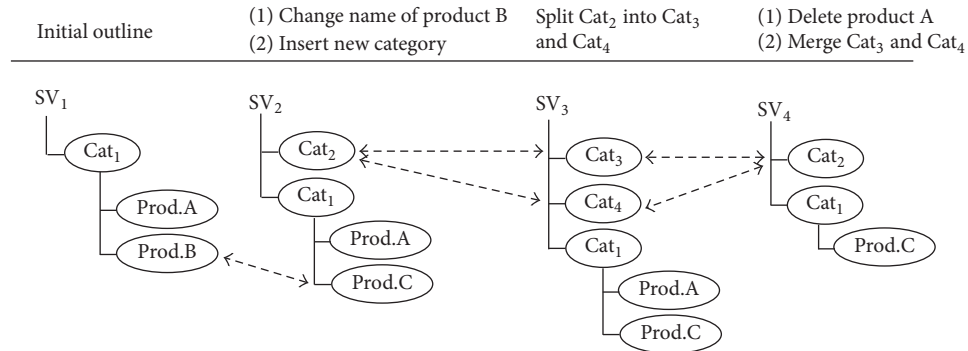 Initial outline
(1) Change name of product B
(2) Insert new category
Split Cat₂ into Cat₃
and Cat₄
(1) Delete product A
(2) Merge Cat₃ and Cat₄
SV₁
Cat₁
Prod.A
Prod.B
SV₂
Cat₂
Cat₁
Prod.A
Prod.C
SV₃
Cat₃
Cat₄
Cat₁
Prod.A
Prod.C
SV₄
Cat₂
Cat₁
Prod.C